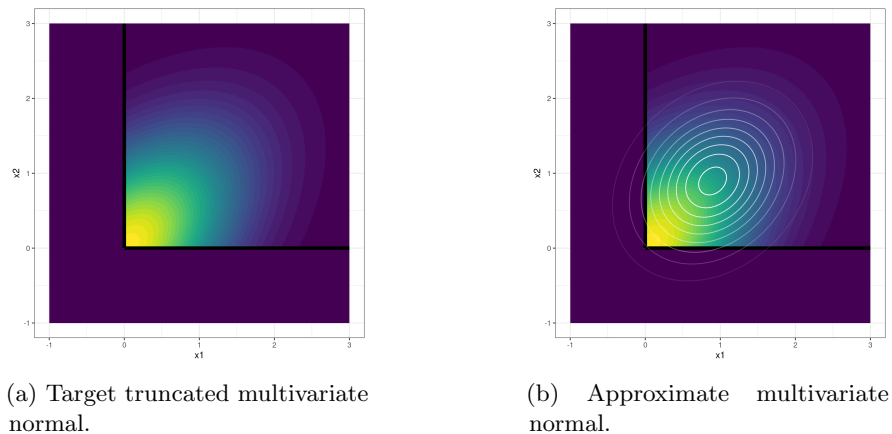 3
2
1
0
-1
x2
-1
0
1
2
3
x1
(a) Target truncated multivariate
normal.
3
2
1
0
-1
x2
-1
0
1
2
3
x1
(b) Approximate multivariate
normal.